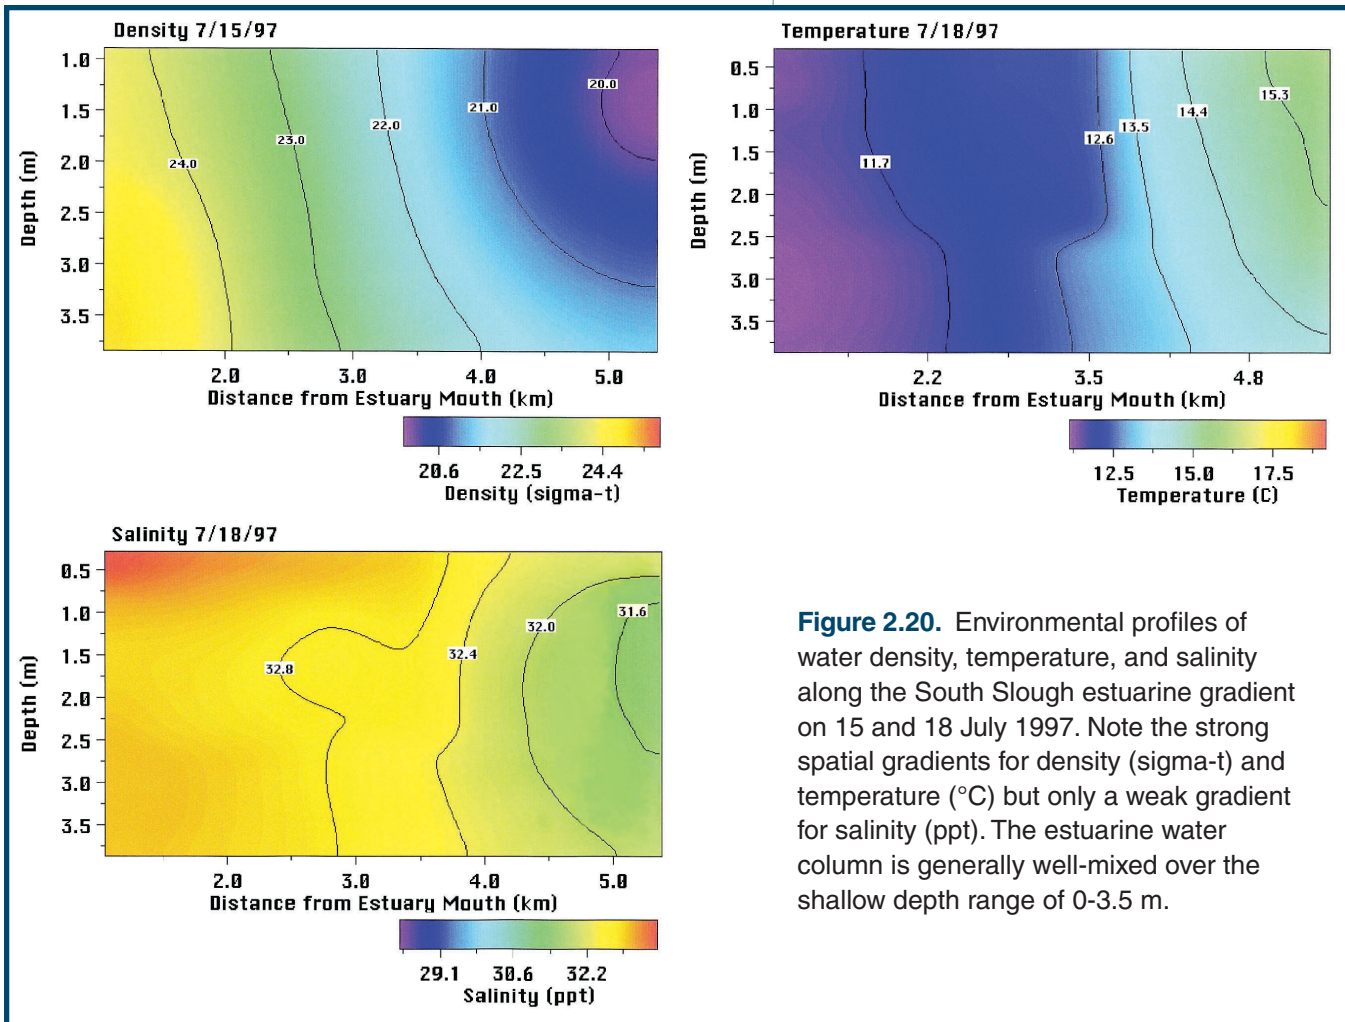 Density 7/15/97
1.0
1.5
2.0
2.5
3.0
3.5
Depth (m)
24.0
23.0
22.0
21.0
20.0
2.0 3.0 4.0 5.0
Distance from Estuary Mouth (km)
20.6 22.5 24.4
Density (sigma-t)
Temperature 7/18/97
0.5
1.0
1.5
2.0
2.5
3.0
3.5
Depth (m)
11.7
12.6
13.5
14.4
15.3
2.2 3.5 4.8
Distance from Estuary Mouth (km)
12.5 15.0 17.5
Temperature (C)
Salinity 7/18/97
0.5
1.0
1.5
2.0
2.5
3.0
3.5
Depth (m)
32.8
32.4
32.0
31.6
2.0 3.0 4.0 5.0
Distance from Estuary Mouth (km)
29.1 30.6 32.2
Salinity (ppt)
Figure 2.20. Environmental profiles of
water density, temperature, and salinity
along the South Slough estuarine gradient
on 15 and 18 July 1997. Note the strong
spatial gradients for density (sigma-t) and
temperature (°C) but only a weak gradient
for salinity (ppt). The estuarine water
column is generally well-mixed over the
shallow depth range of 0-3.5 m.